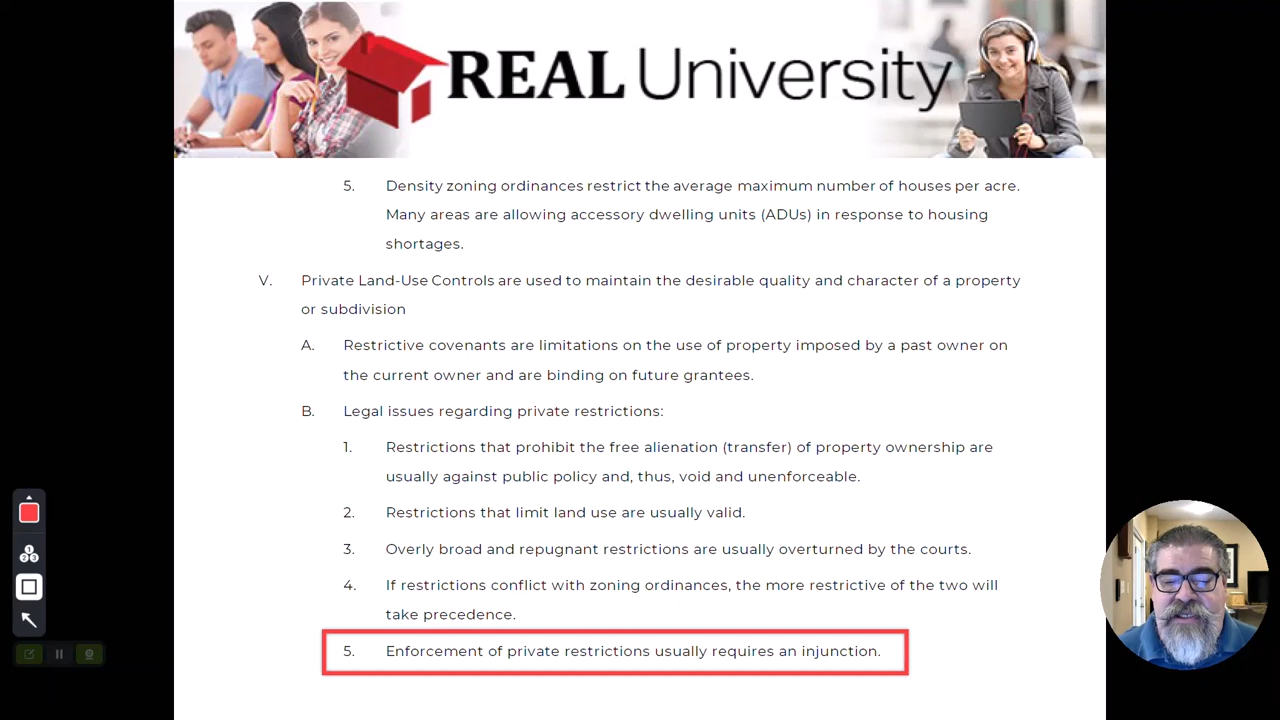 REAL University
5. Density zoning ordinances restrict the average maximum number of houses per acre.
Many areas are allowing accessory dwelling units (ADUs) in response to housing
shortages.
V. Private Land-Use Controls are used to maintain the desirable quality and character of a property
or subdivision
A. Restrictive covenants are limitations on the use of property imposed by a past owner on
the current owner and are binding on future grantees.
B. Legal issues regarding private restrictions:
1. Restrictions that prohibit the free alienation (transfer) of property ownership are
usually against public policy and, thus, void and unenforceable.
2. Restrictions that limit land use are usually valid.
3. Overly broad and repugnant restrictions are usually overturned by the courts.
4. If restrictions conflict with zoning ordinances, the more restrictive of the two will
take precedence.
5. Enforcement of private restrictions usually requires an injunction.